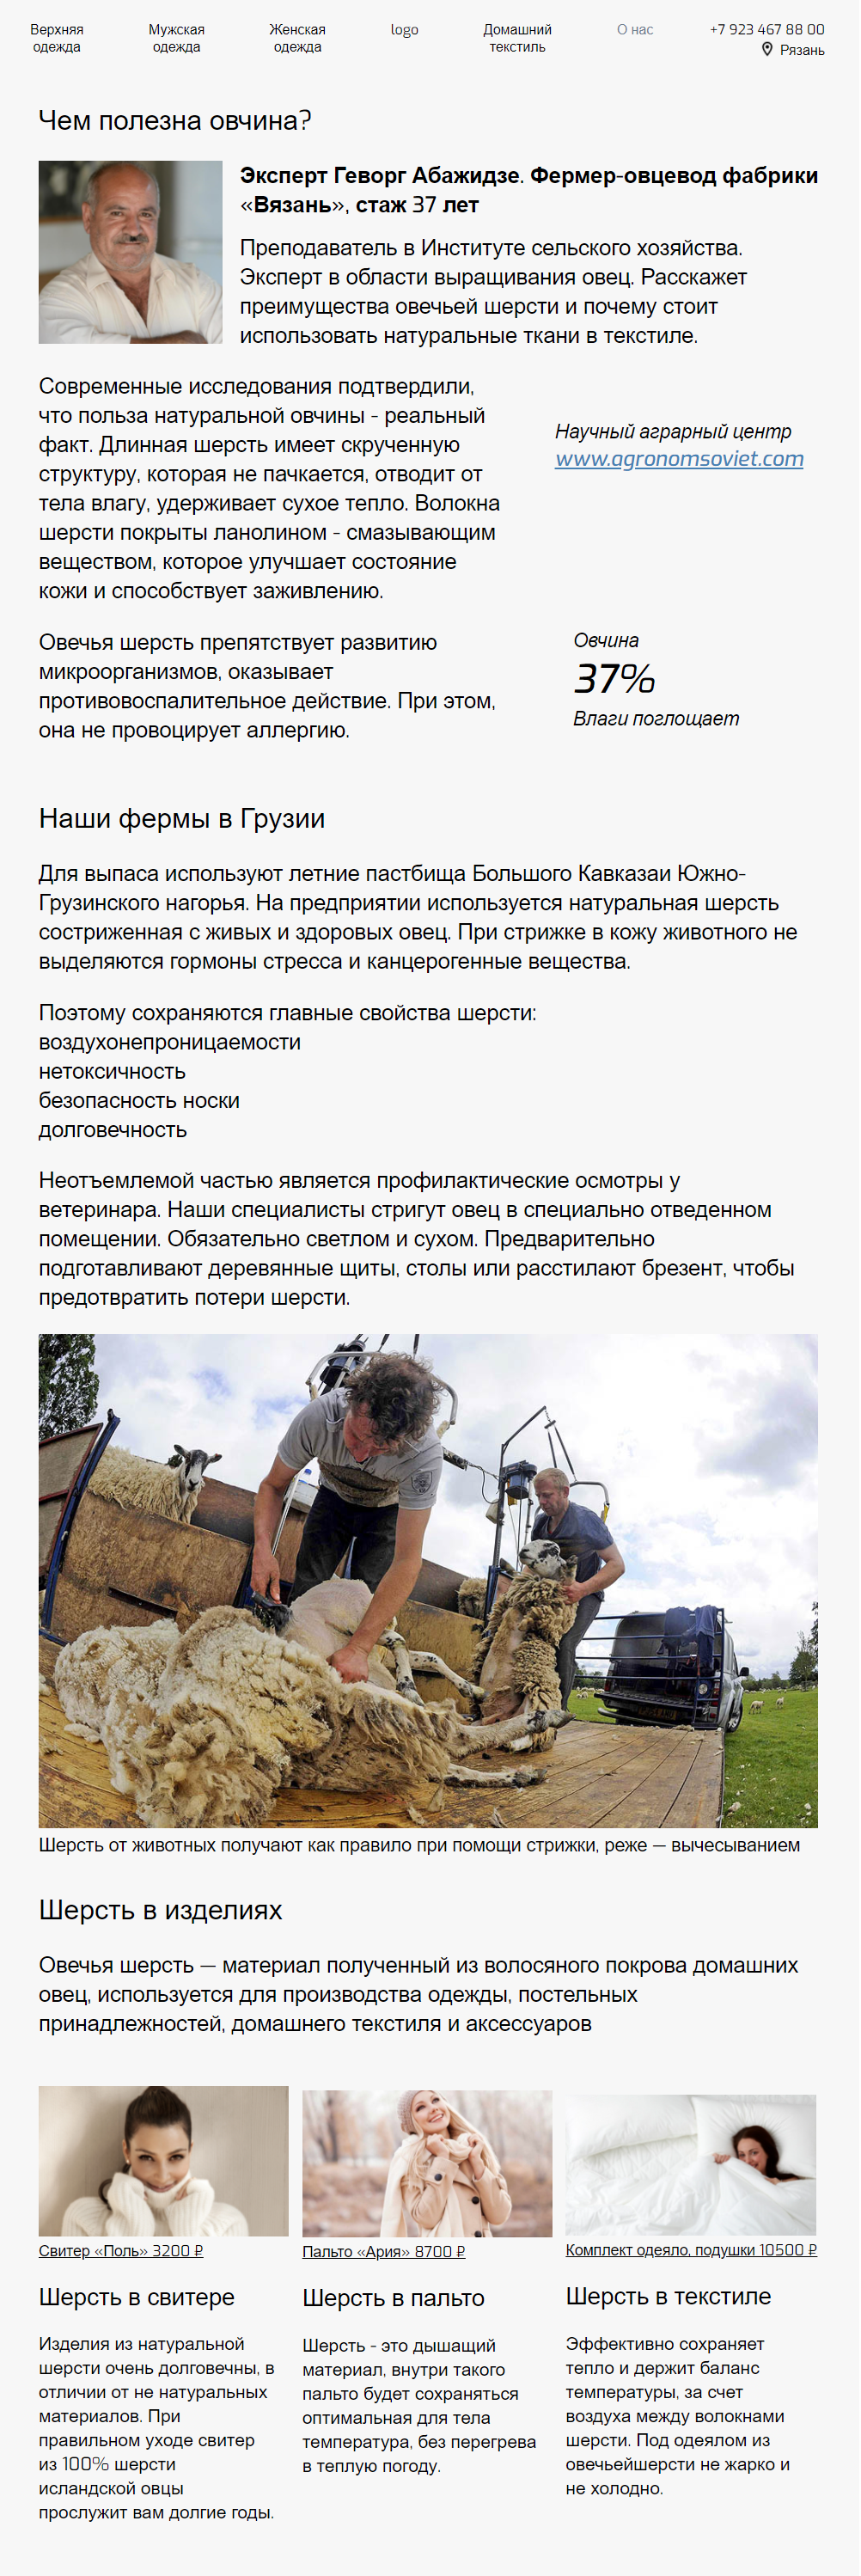 Верхняя одежда
Мужская одежда
Женская одежда
logo
Домашний текстиль
О нас
+7 923 467 88 00
Рязань
Чем полезна овчина?
Эксперт Геворг Абажидзе. Фермер-овцевод фабрики
«Вязань», стаж 37 лет
Преподаватель в Институте сельского хозяйства.
Эксперт в области выращивания овец. Расскажет
преимущества овечьей шерсти и почему стоит
использовать натуральные ткани в текстиле.
Современные исследования подтвердили,
что польза натуральной овчины - реальный
факт. Длинная шерсть имеет скрученную
структуру, которая не пачкается, отводит от
тела влагу, удерживает сухое тепло. Волокна
шерсти покрыты ланолином - смазывающим
веществом, которое улучшает состояние
кожи и способствует заживлению.
Научный аграрный центр
www.agronomsoviet.com
Овечья шерсть препятствует развитию
микроорганизмов, оказывает
противовоспалительное действие. При этом,
она не провоцирует аллергию.
Овчина
37%
Влаги поглощает
Наши фермы в Грузии
Для выпаса используют летние пастбища Большого Кавказаи Южно-
Грузинского нагорья. На предприятии используется натуральная шерсть
состриженная с живых и здоровых овец. При стрижке в кожу животного не
выделяются гормоны стресса и канцерогенные вещества.
Поэтому сохраняются главные свойства шерсти:
воздухонепроницаемости
нетоксичность
безопасность носки
долговечность
Неотъемлемой частью является профилактические осмотры у
ветеринара. Наши специалисты стригут овец в специально отведенном
помещении. Обязательно светлом и сухом. Предварительно
подготавливают деревянные щиты, столы или расстилают брезент, чтобы
предотвратить потери шерсти.
Шерсть от животных получают как правило при помощи стрижки, реже — вычесыванием
Шерсть в изделиях
Овечья шерсть — материал полученный из волосяного покрова домашних
овец, используется для производства одежды, постельных
принадлежностей, домашнего текстиля и аксессуаров
Свитер «Поль» 3200 ₽
Шерсть в свитере
Изделия из натуральной
шерсти очень долговечны, в
отличии от не натуральных
материалов. При
правильном уходе свитер
из 100% шерсти
исландской овцы
прослужит вам долгие годы.
Пальто «Ария» 8700 ₽
Шерсть в пальто
Шерсть - это дышащий
материал, внутри такого
пальто будет сохраняться
оптимальная для тела
температура, без перегрева
в теплую погоду.
Комплект одеяло, подушки 10500 ₽
Шерсть в текстиле
Эффективно сохраняет
тепло и держит баланс
температуры, за счет
воздуха между волокнами
шерсти. Под одеялом из
овечьейшерсти не жарко и
не холодно.